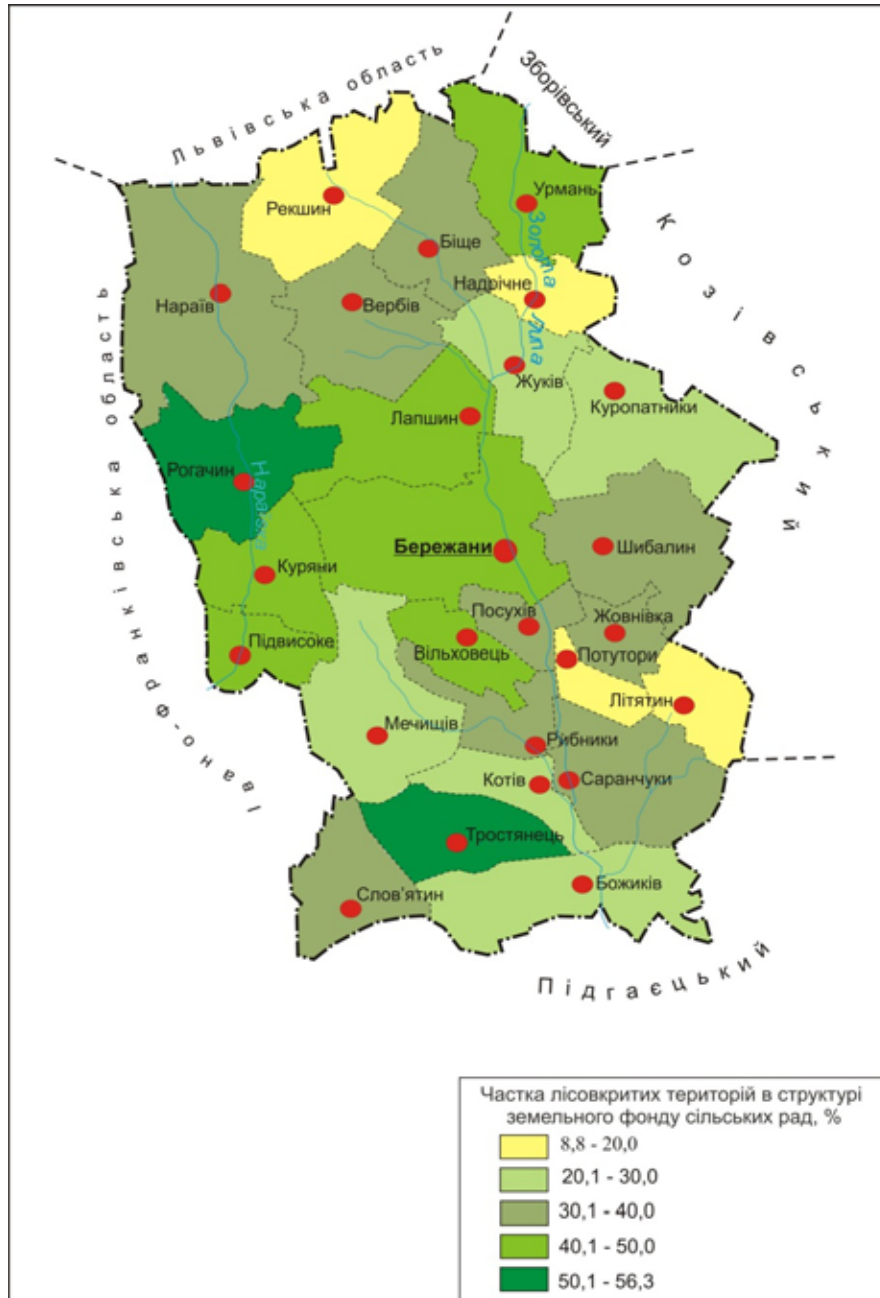 Львівська область
Зборівський
Козівський
Урмань
Рекшин
Золота Липа
Біще
Надрічне
Нараїв
Вербів
Івано-Франківська область
Жуків
Куропатники
Лапшин
Рогачин
Нараївка
Бережани
Шибалин
Куряни
Посухів
Жовнівка
Підвисоке
Вільховець
Потутори
Літятин
Мечищів
Рибники
Котів
Саранчуки
Тростянець
Божиків
Слов'ятин
Підгаєцький
Частка лісовкритих територій в структурі
земельного фонду сільських рад, %
8,8 - 20,0
20,1 - 30,0
30,1 - 40,0
40,1 - 50,0
50,1 - 56,3